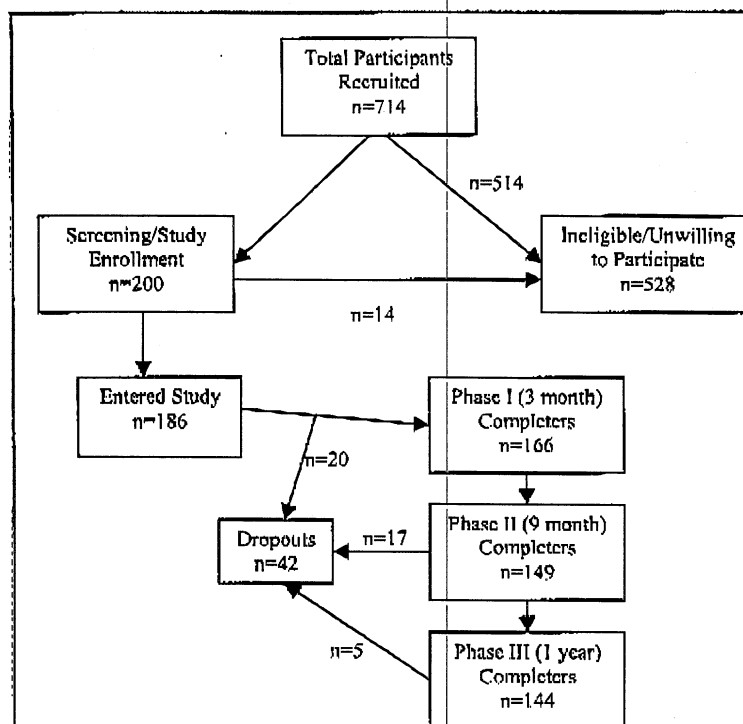 Total Participants
Recruited
n=714
n=514
Screening/Study
Enrollment
n=200
Ineligible/Unwilling
to Participate
n=528
n=14
Entered Study
n=186
Phase I (3 month)
Completers
n=166
n=20
Dropouts
n=42
n=17
Phase II (9 month)
Completers
n=149
n=5
Phase III (1 year)
Completers
n=144